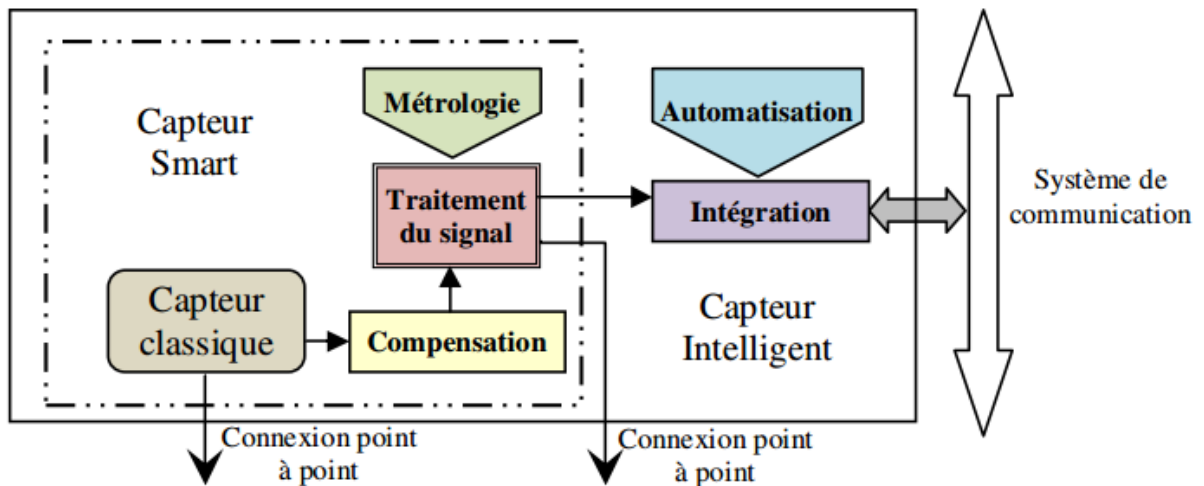 Métrologie
Automatisation
Capteur
Smart
Traitement
du signal
Intégration
Système de
communication
Capteur
classique
Compensation
Capteur
Intelligent
Connexion point
à point
Connexion point
à point